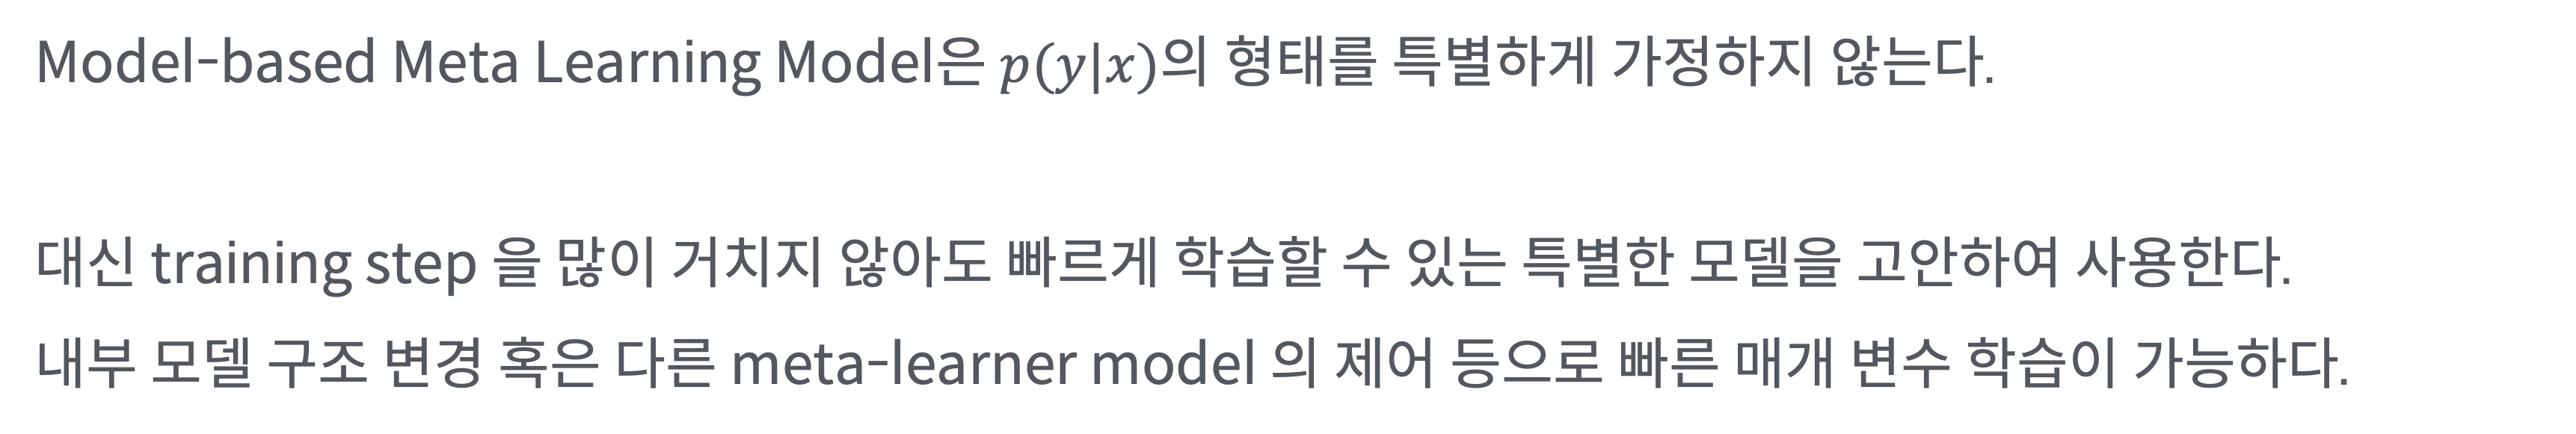 Model-based Meta Learning Model은 p(y|x)의 형태를 특별하게 가정하지 않는다.
대신 training step 을 많이 거치지 않아도 빠르게 학습할 수 있는 특별한 모델을 고안하여 사용한다.
내부 모델 구조 변경 혹은 다른 meta-learner model 의 제어 등으로 빠른 매개 변수 학습이 가능하다.